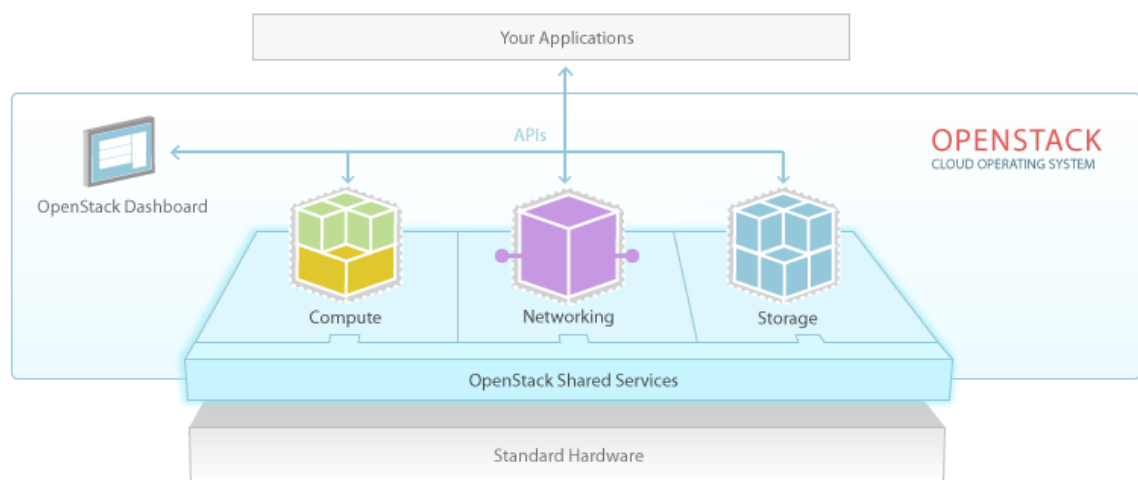 Your Applications
APIs
OPENSTACK
CLOUD OPERATING SYSTEM
OpenStack Dashboard
Compute
Networking
Storage
OpenStack Shared Services
Standard Hardware